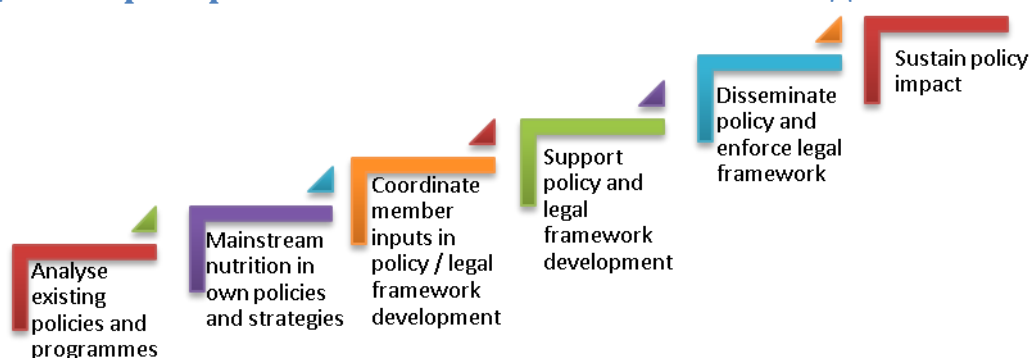 Analyse
existing
policies and
programmes
Mainstream
nutrition in
own policies
and strategies
Coordinate
member
inputs in
policy / legal
framework
development
Support
policy and
legal
framework
development
Disseminate
policy and
enforce legal
framework
Sustain policy
impact